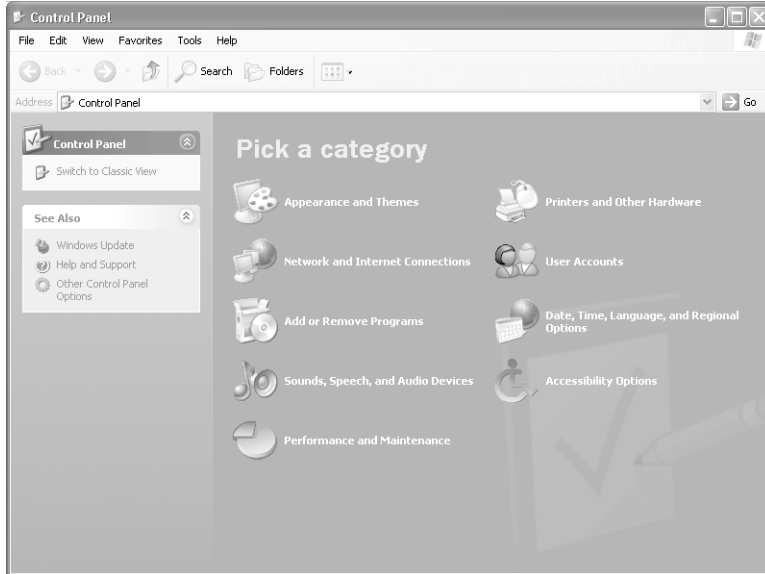 Control Panel
File Edit View Favorites Tools Help
Back Search Folders
Address Control Panel Go
Control Panel
Switch to Classic View
See Also
Windows Update
Help and Support
Other Control Panel
Options
Pick a category
Appearance and Themes
Printers and Other Hardware
Network and Internet Connections
User Accounts
Add or Remove Programs
Date, Time, Language, and Regional
Options
Sounds, Speech, and Audio Devices
Accessibility Options
Performance and Maintenance